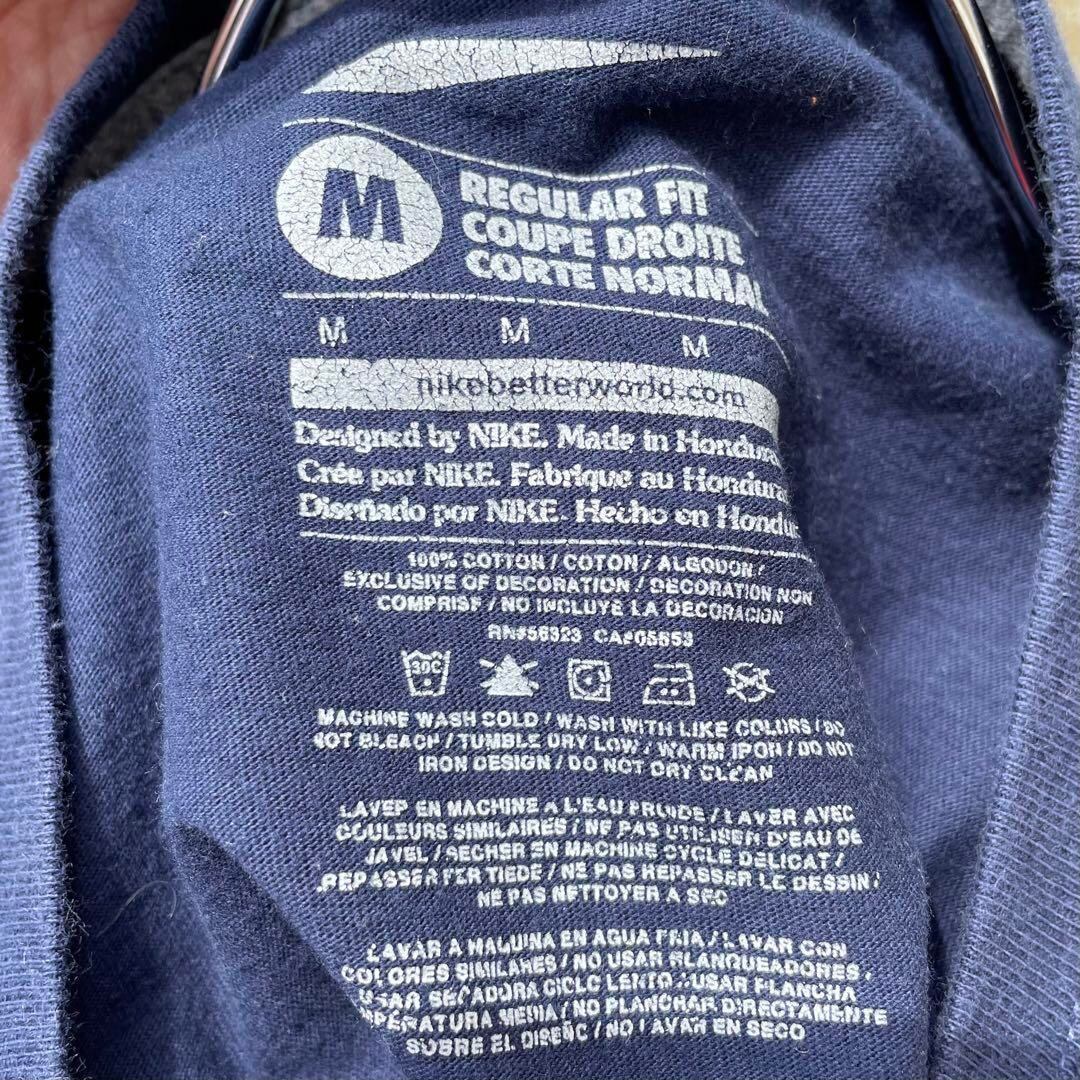 M
REGULAR FIT
COUPE DROITE
CORTE NORMAL
M M M
nikebetterworld.com
Designed by NIKE. Made in Hondura
Crée par NIKE. Fabrique au Hondura
Diseñado por NIKE. Hecho en Hondu
100% COTTON / COTON / ALGODON /
EXCLUSIVE OF DECORATION / DECORATION NON
COMPRISE / NO INCLUYE LA DECORACION
RN#56323 CA#05553
30C
MACHINE WASH COLD / WASH WITH LIKE COLORS / DO
NOT BLEACH / TUMBLE DRY LOW / WARM IRON / DO NOT
IRON DESIGN / DO NOT DRY CLEAN
LAVER EN MACHINE A L'EAU FROIDE / LAVER AVEC
COULEURS SIMILAIRES / NE PAS UTILISER D'EAU DE
JAVEL / SECHER EN MACHINE CYCLE DELICAT /
REPASSER FER TIEDE / NE PAS REPASSER LE DESSIN /
NE PAS NETTOYER A SEC
LAVAR A MAQUINA EN AGUA FRIA / LAVAR CON
COLORES SIMILARES / NO USAR BLANQUEADORES /
USAR SECADORA CICLO LENTO / USAR PLANCHA
MPERATURA MEDIA / NO PLANCHAR DIRECTAMENTE
SOBRE EL DISEÑO / NO LAVAR EN SECO